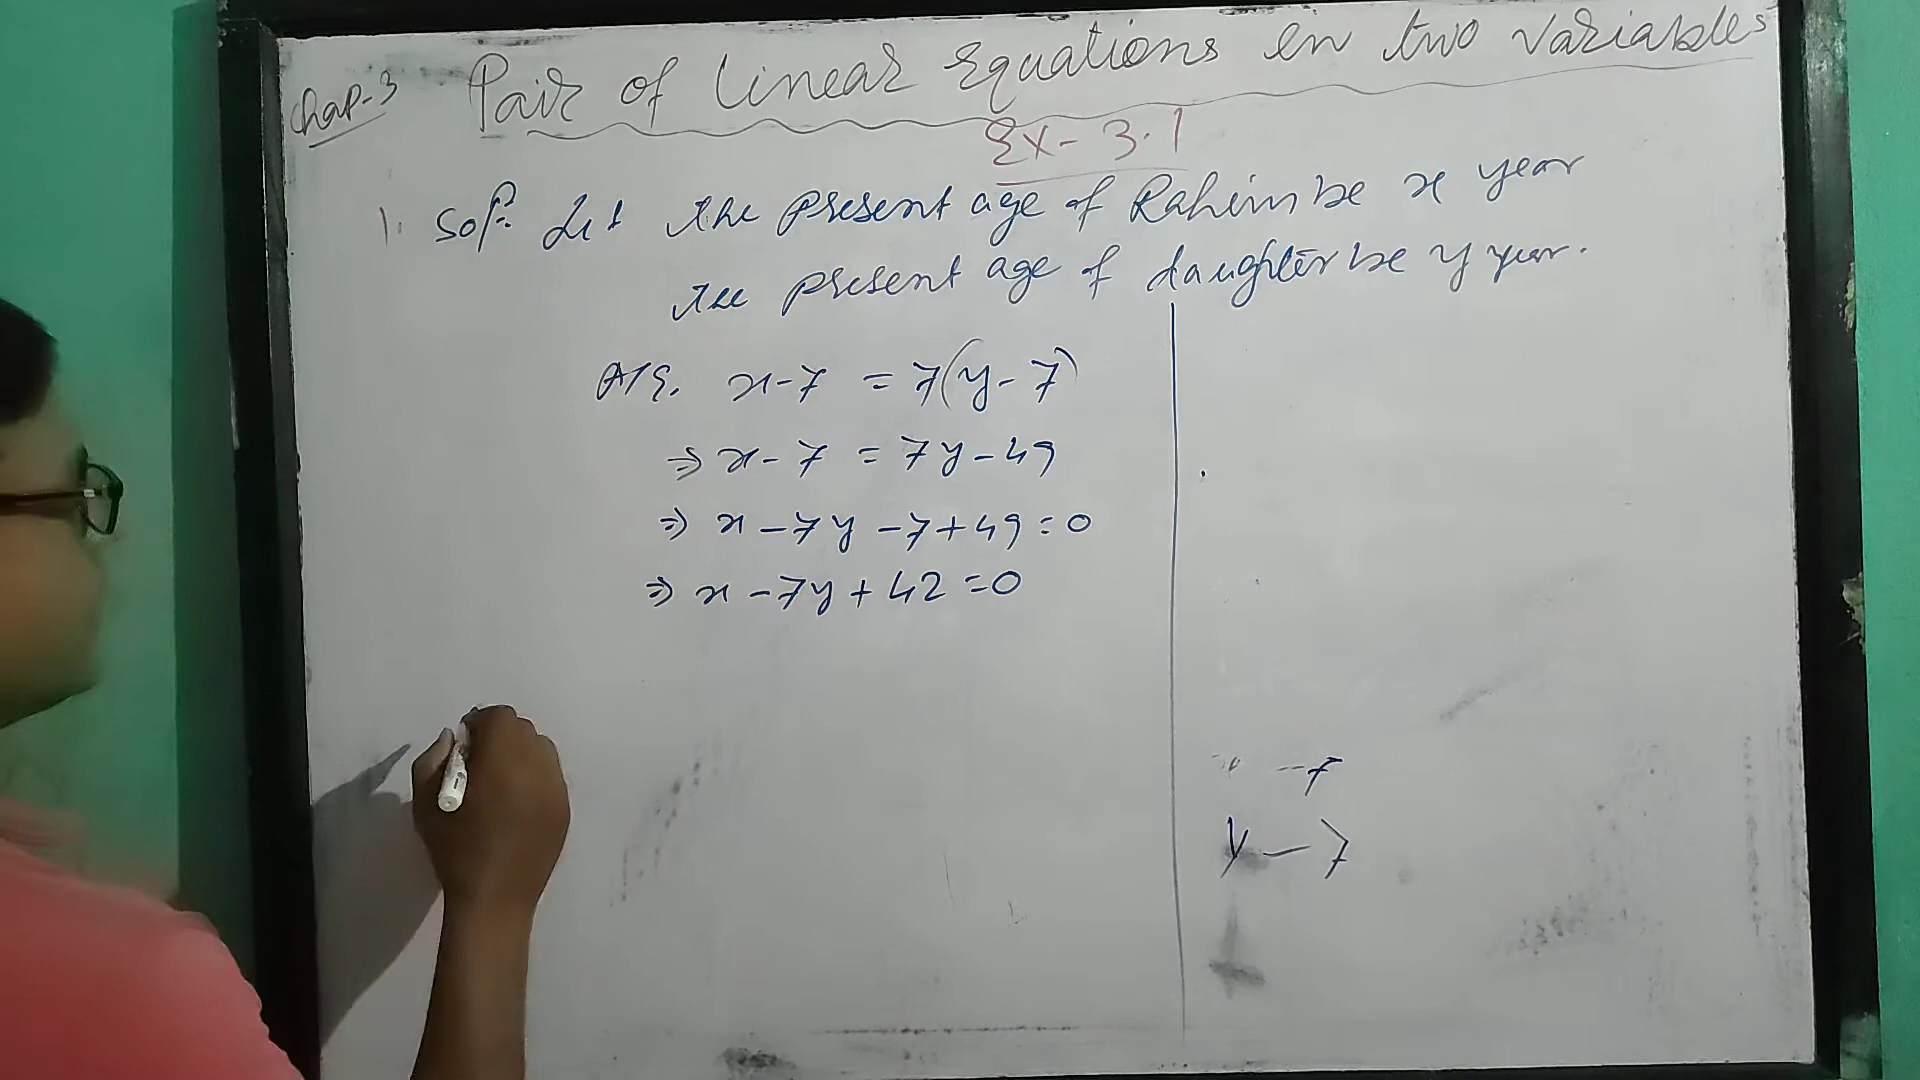 Chap-3 Pair of Linear Equations in two variables
Ex-3.1
1. Solⁿ. Let the present age of Rahim be x year
the present age of daughter be y year.
A/Q, x-7 = 7(y-7)
⇒ x-7 = 7y-49
⇒ x-7y-7+49=0
⇒ x-7y+42=0
-7
y-7